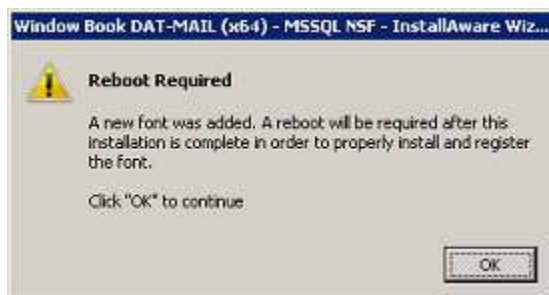 Window Book DAT-MAIL (x64) - MSSQL NSF - InstallAware Wiz...
Reboot Required
A new font was added. A reboot will be required after this
installation is complete in order to properly install and register
the font.
Click "OK" to continue
OK